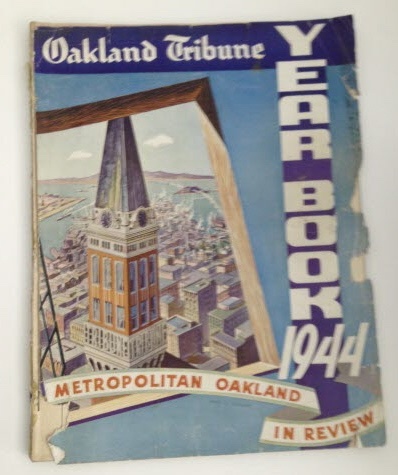 Oakland Tribune
YEAR BOOK
1944
METROPOLITAN OAKLAND
IN REVIEW